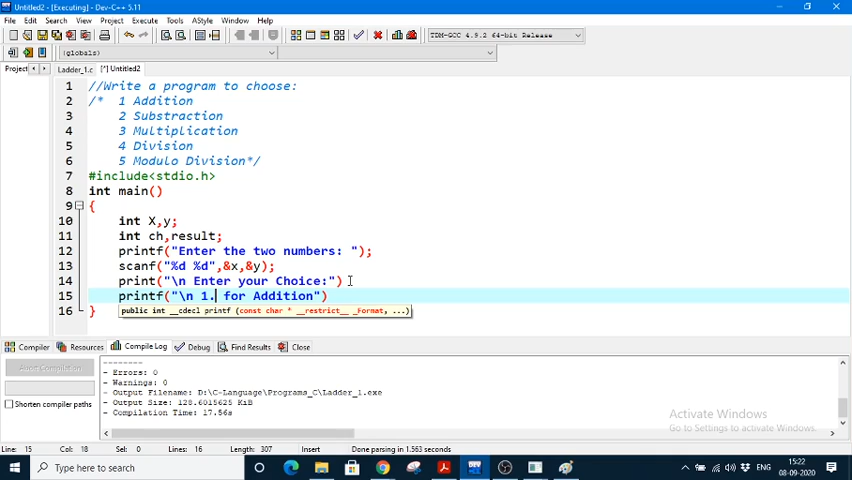 Untitled2 - [Executing] - Dev-C++ 5.11
File Edit Search View Project Execute Tools AStyle Window Help
TDM-GCC 4.9.2 64-bit Release
(globals)
Project
Ladder_1.c [*] Untitled2
1 //Write a program to choose:
2 /* 1 Addition
3 2 Substraction
4 3 Multiplication
5 4 Division
6 5 Modulo Division*/
7 #include<stdio.h>
8 int main()
9 {
10 int X,y;
11 int ch,result;
12 printf("Enter the two numbers: ");
13 scanf("%d %d",&x,&y);
14 print("\n Enter your Choice:")
15 printf("\n 1. for Addition")
public int __cdecl printf (const char * __restrict__ _Format, ...)
16 }
Compiler Resources Compile Log Debug Find Results Close
Abort Compilation
Shorten compiler paths
--------
- Errors: 0
- Warnings: 0
- Output Filename: D:\C-Language\Programs_C\Ladder_1.exe
- Output Size: 128.6015625 KiB
- Compilation Time: 17.56s
Activate Windows
Go to Settings to activate Windows.
Line: 15 Col: 18 Sel: 0 Lines: 16 Length: 307 Insert Done parsing in 1.563 seconds
Type here to search
ENG
15:22
08-09-2020